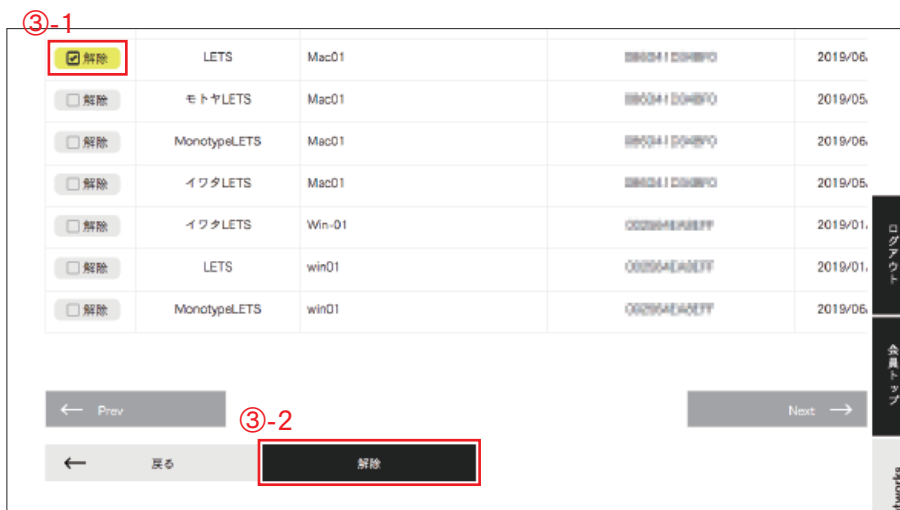 ③-1
解除 LETS Mac01 2019/06
解除 モトヤLETS Mac01 2019/05
解除 MonotypeLETS Mac01 2019/06
解除 イワタLETS Mac01 2019/05
解除 イワタLETS Win-01 2019/01
解除 LETS win01 2019/01
解除 MonotypeLETS win01 2019/06
ログアウト
会員トップ
← Prev
Next →
③-2
← 戻る
解除